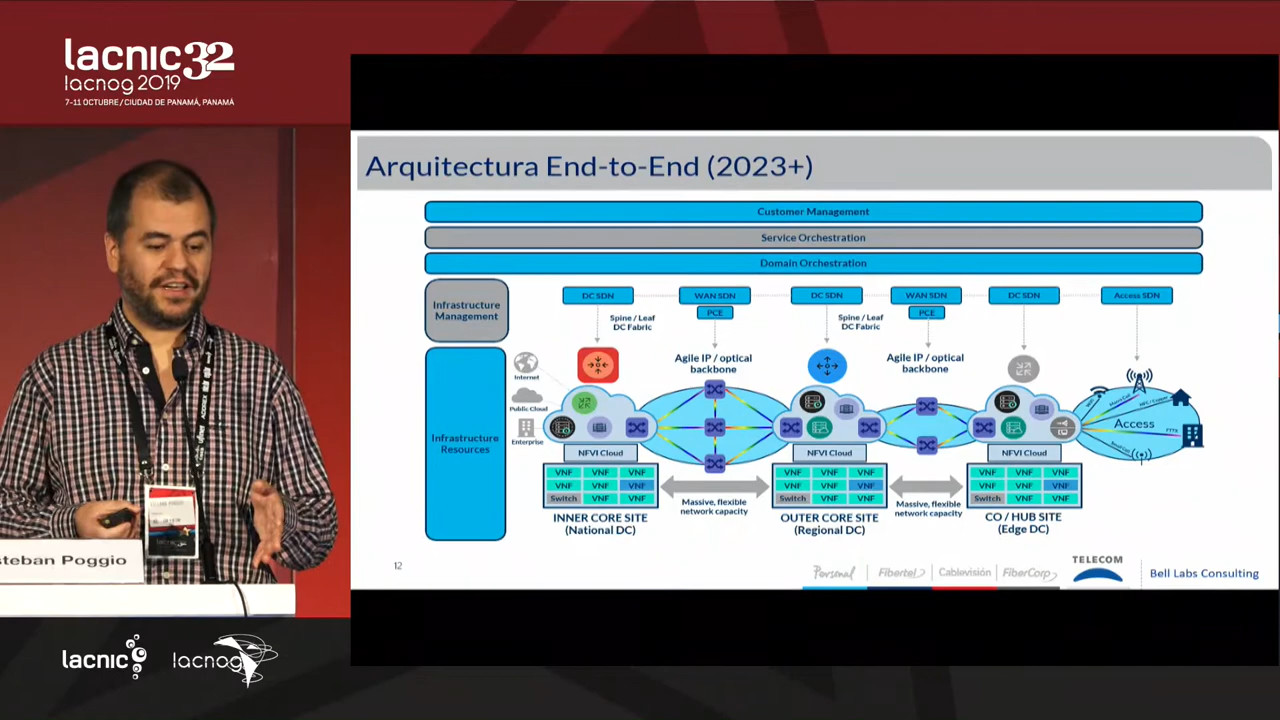 lacnic32
lacnog 2019
7-11 OCTUBRE / CIUDAD DE PANAMÁ, PANAMÁ
Arquitectura End-to-End (2023+)
Customer Management
Service Orchestration
Domain Orchestration
Infrastructure
Management
DC SDN
WAN SDN
DC SDN
WAN SDN
DC SDN
Access SDN
PCE
PCE
Spine / Leaf
DC Fabric
Spine / Leaf
DC Fabric
Agile IP / optical
backbone
Agile IP / optical
backbone
Infrastructure
Resources
Internet
Public Cloud
Enterprise
Access
NFVI Cloud
NFVI Cloud
NFVI Cloud
VNF VNF VNF
VNF VNF VNF
Switch VNF VNF
VNF VNF VNF
VNF VNF VNF
Switch VNF VNF
VNF VNF VNF
VNF VNF VNF
Switch VNF VNF
Massive, flexible
network capacity
Massive, flexible
network capacity
INNER CORE SITE
(National DC)
OUTER CORE SITE
(Regional DC)
CO / HUB SITE
(Edge DC)
12
Personal
Fibertel
Cablevisión
FiberCorp
TELECOM
Bell Labs Consulting
steban Poggio
lacnic
lacnog